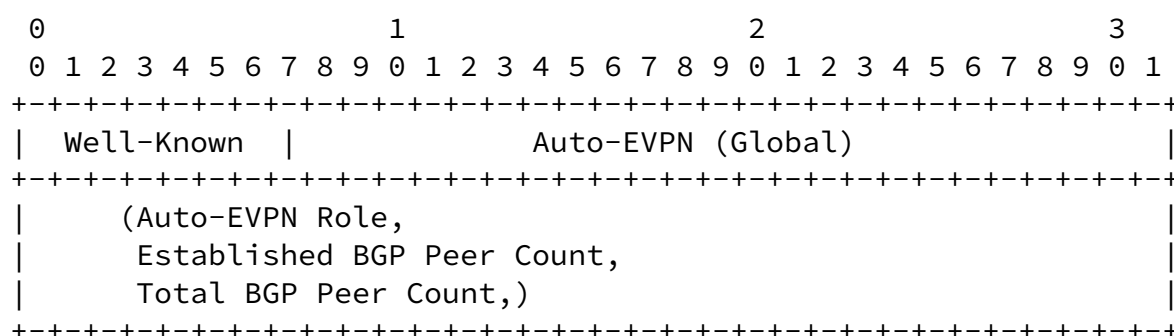 0                   1                   2                   3
0 1 2 3 4 5 6 7 8 9 0 1 2 3 4 5 6 7 8 9 0 1 2 3 4 5 6 7 8 9 0 1
+-+-+-+-+-+-+-+-+-+-+-+-+-+-+-+-+-+-+-+-+-+-+-+-+-+-+-+-+-+-+-+-+
|  Well-Known  |             Auto-EVPN (Global)                 |
+-+-+-+-+-+-+-+-+-+-+-+-+-+-+-+-+-+-+-+-+-+-+-+-+-+-+-+-+-+-+-+-+
|     (Auto-EVPN Role,                                          |
|      Established BGP Peer Count,                              |
|      Total BGP Peer Count,)                                   |
+-+-+-+-+-+-+-+-+-+-+-+-+-+-+-+-+-+-+-+-+-+-+-+-+-+-+-+-+-+-+-+-+